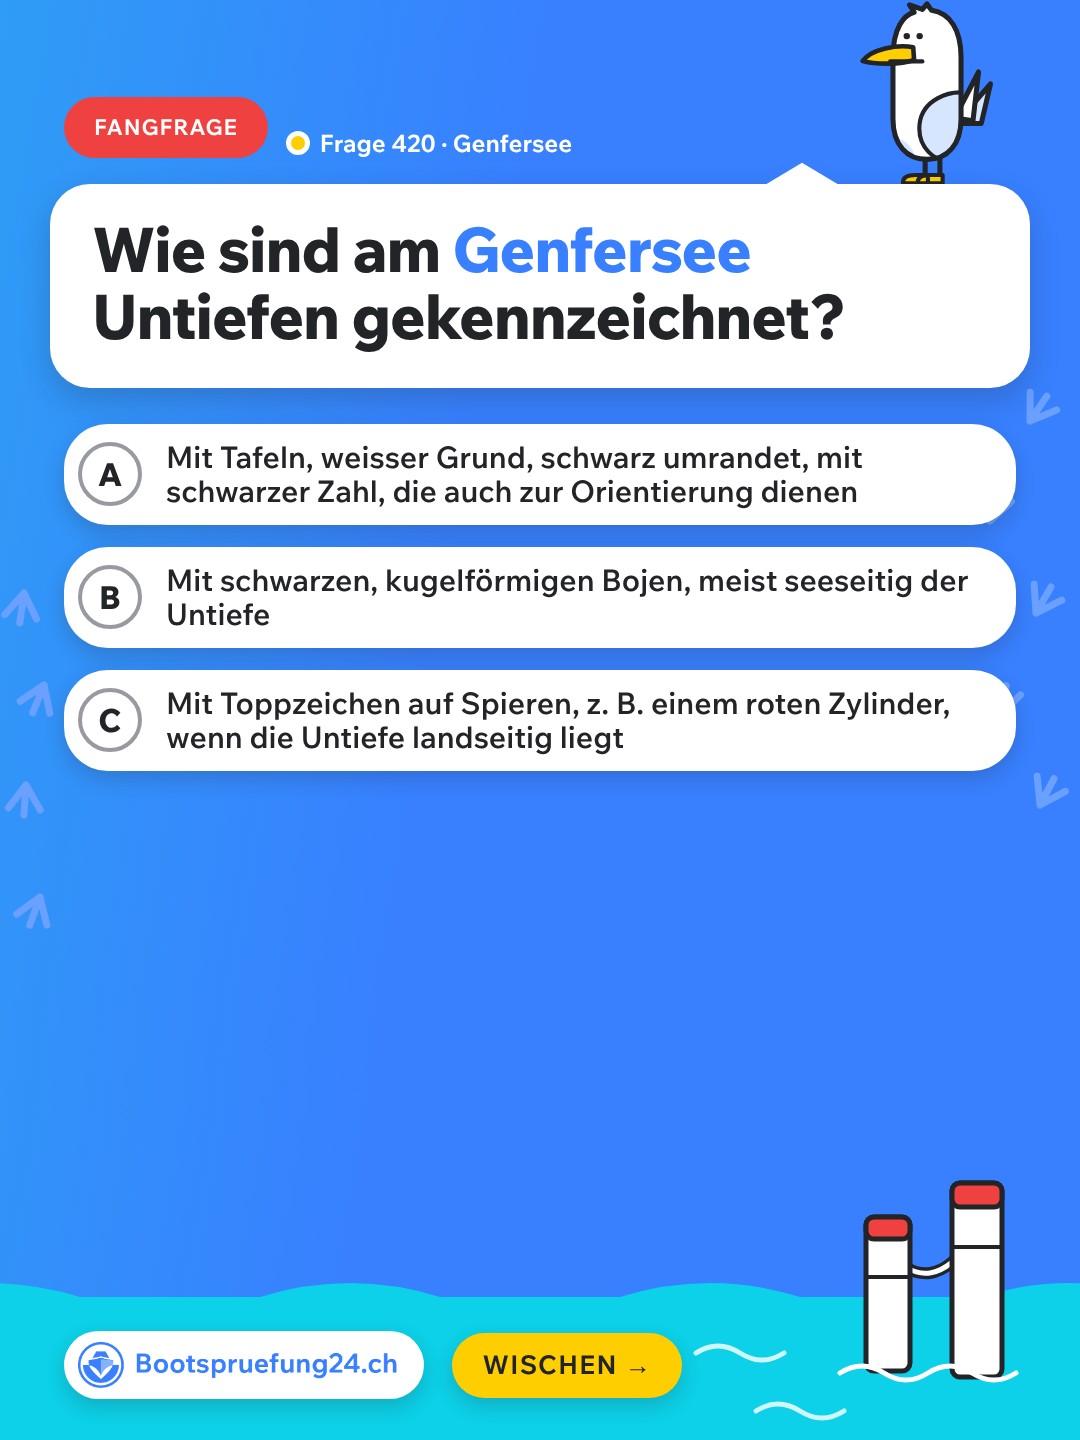 FANGFRAGE
Frage 420 · Genfersee
Wie sind am Genfersee
Untiefen gekennzeichnet?
A
Mit Tafeln, weisser Grund, schwarz umrandet, mit
schwarzer Zahl, die auch zur Orientierung dienen
B
Mit schwarzen, kugelförmigen Bojen, meist seeseitig der
Untiefe
C
Mit Toppzeichen auf Spieren, z. B. einem roten Zylinder,
wenn die Untiefe landseitig liegt
Bootspruefung24.ch
WISCHEN →